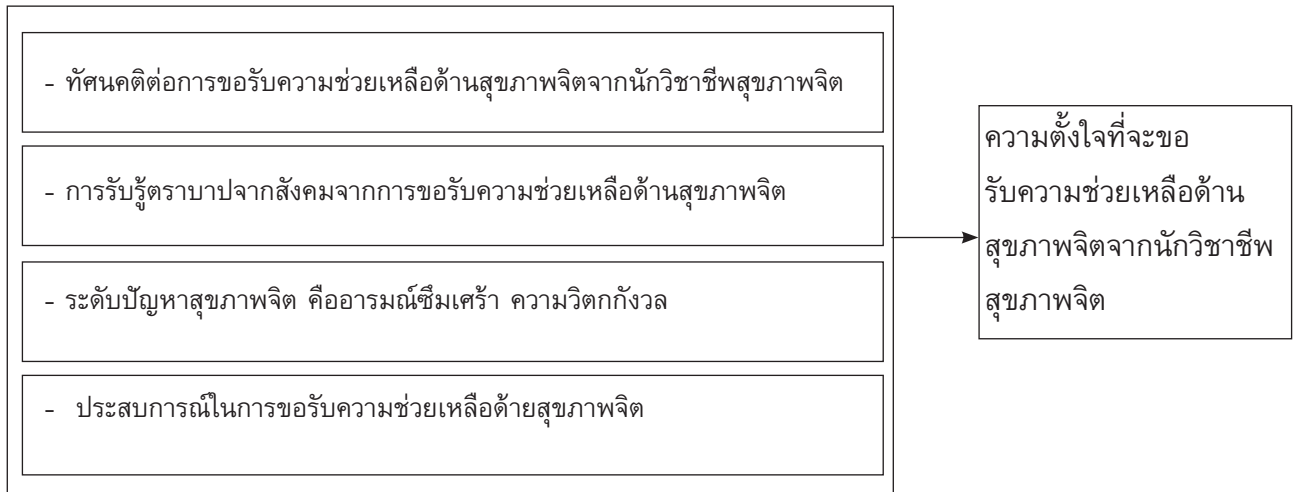 - ทัศนคติต่อการขอรับความช่วยเหลือด้านสุขภาพจิตจากนักวิชาชีพสุขภาพจิต
- การรับรู้ตราบาปจากสังคมจากการขอรับความช่วยเหลือด้านสุขภาพจิต
- ระดับปัญหาสุขภาพจิต คืออารมณ์ซึมเศร้า ความวิตกกังวล
- ประสบการณ์ในการขอรับความช่วยเหลือด้ายสุขภาพจิต
ความตั้งใจที่จะขอ
รับความช่วยเหลือด้าน
สุขภาพจิตจากนักวิชาชีพ
สุขภาพจิต